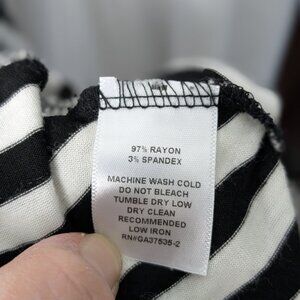 97% RAYON
3% SPANDEX
MACHINE WASH COLD
DO NOT BLEACH
TUMBLE DRY LOW
DRY CLEAN
RECOMMENDED
LOW IRON
RN#GA37535-2